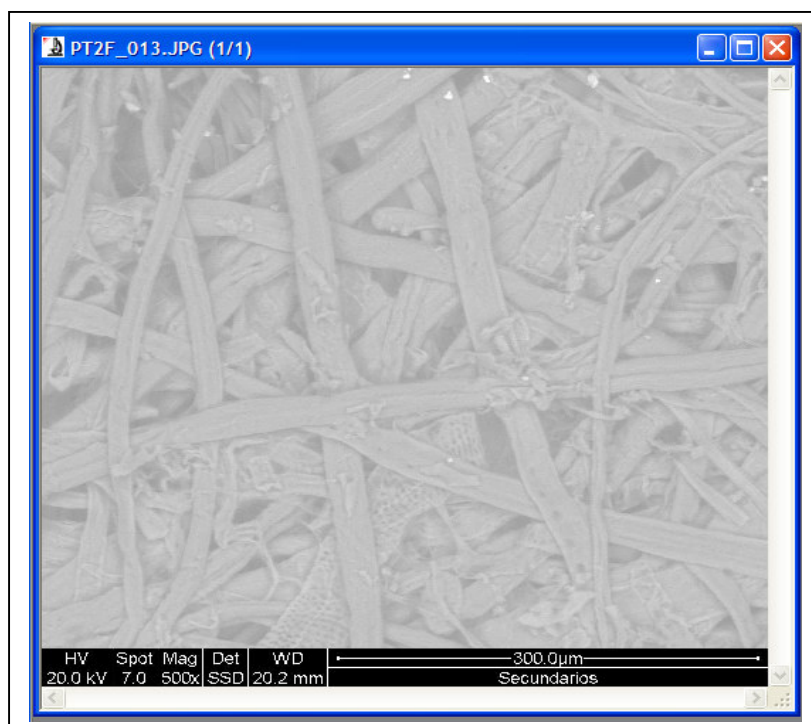 PT2F_013.JPG (1/1)
HV Spot Mag Det WD 300.0µm
20.0 kV 7.0 500x SSD 20.2 mm Secundarios